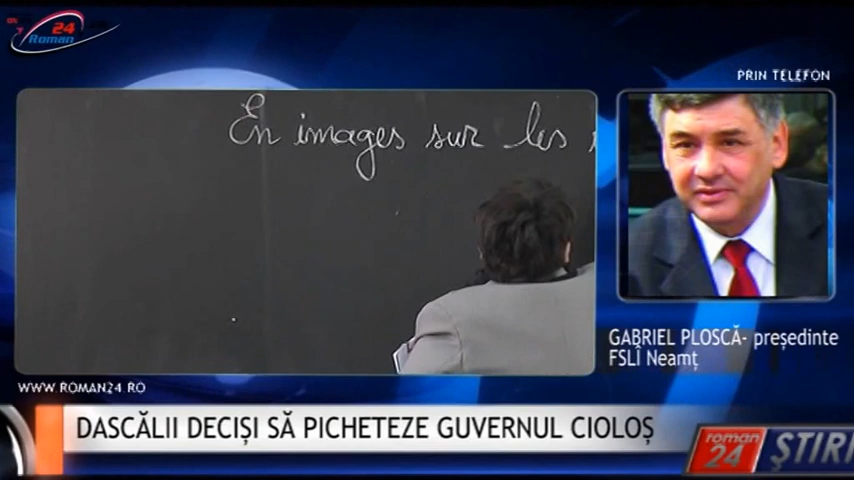 24
Roman
PRIN TELEFON
En images sur les
GABRIEL PLOSCĂ- președinte
FSLÎ Neamț
WWW.ROMAN24.RO
DASCĂLII DECIȘI SĂ PICHETEZE GUVERNUL CIOLOȘ
roman
24
ȘTIRI